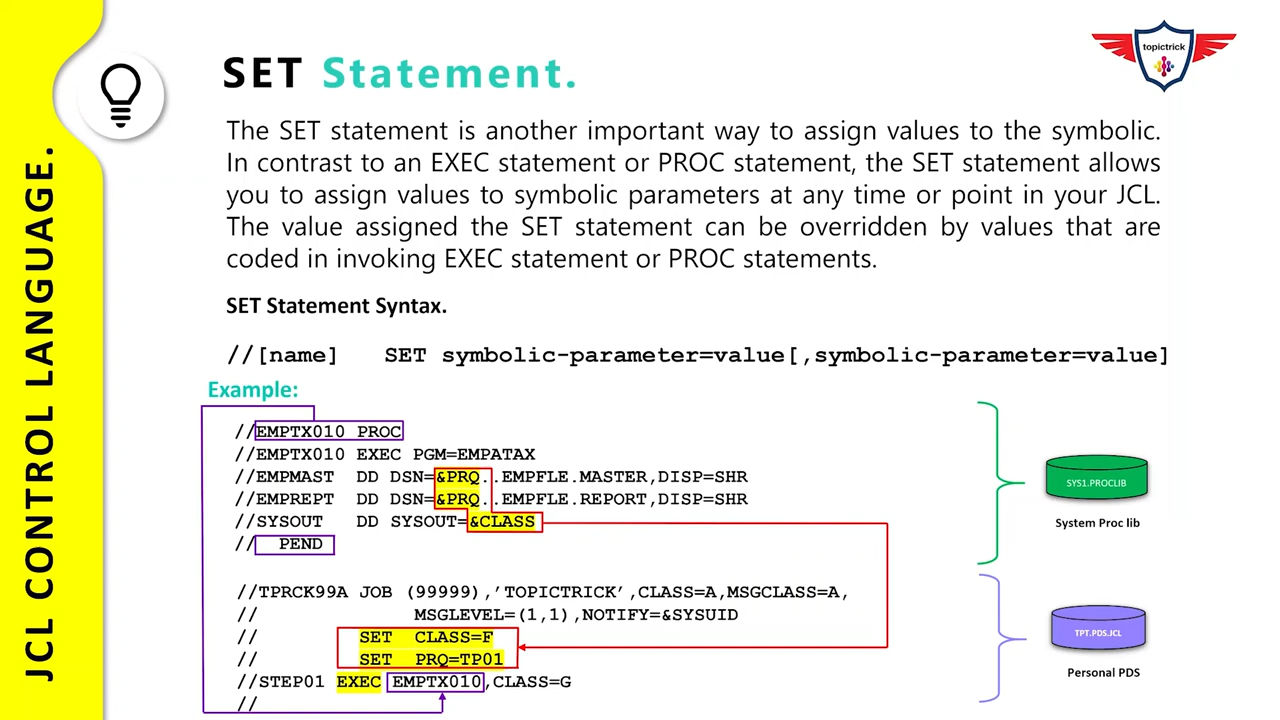 JCL CONTROL LANGUAGE.
topictrick
SET Statement.
The SET statement is another important way to assign values to the symbolic.
In contrast to an EXEC statement or PROC statement, the SET statement allows
you to assign values to symbolic parameters at any time or point in your JCL.
The value assigned the SET statement can be overridden by values that are
coded in invoking EXEC statement or PROC statements.
SET Statement Syntax.
//[name]    SET symbolic-parameter=value[,symbolic-parameter=value]
Example:
//EMPTX010 PROC
//EMPTX010 EXEC PGM=EMPATAX
//EMPMAST  DD DSN=&PRQ..EMPFLE.MASTER,DISP=SHR
//EMPREPT  DD DSN=&PRQ..EMPFLE.REPORT,DISP=SHR
//SYSOUT   DD SYSOUT=&CLASS
//  PEND
SYS1.PROCLIB
System Proc lib
//TPRCK99A JOB (99999),’TOPICTRICK’,CLASS=A,MSGCLASS=A,
//              MSGLEVEL=(1,1),NOTIFY=&SYSUID
//         SET  CLASS=F
//         SET  PRQ=TP01
//STEP01 EXEC EMPTX010,CLASS=G
//
TPT.PDS.JCL
Personal PDS